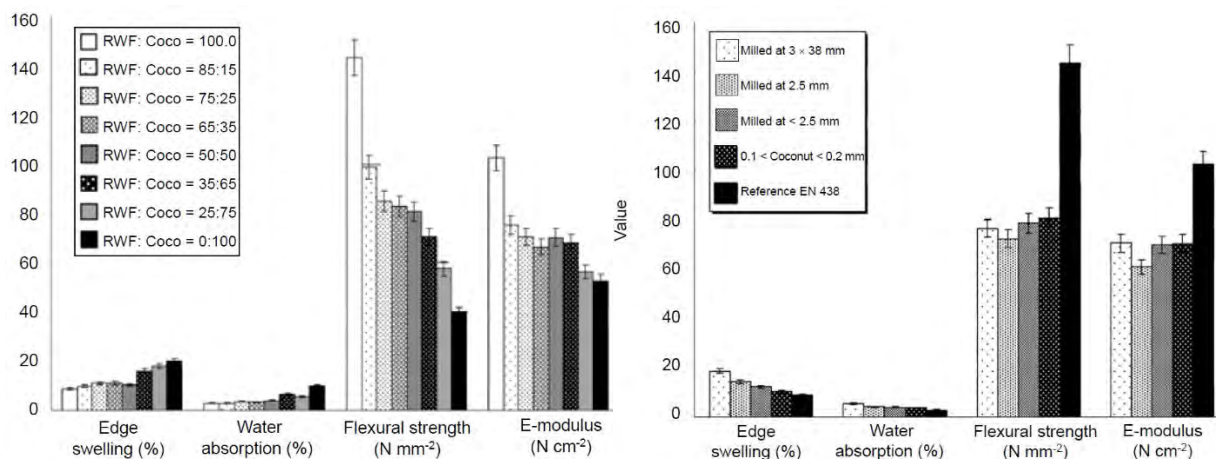 160
140
120
100
80
60
40
20
0
RWF: Coco = 100.0
RWF: Coco = 85:15
RWF: Coco = 75:25
RWF: Coco = 65:35
RWF: Coco = 50:50
RWF: Coco = 35:65
RWF: Coco = 25:75
RWF: Coco = 0:100
Edge
swelling (%)
Water
absorption (%)
Flexural strength
(N mm-2)
E-modulus
(N cm-2)
Value
160
140
120
100
80
60
40
20
0
Milled at 3 × 38 mm
Milled at 2.5 mm
Milled at < 2.5 mm
0.1 < Coconut < 0.2 mm
Reference EN 438
Edge
swelling (%)
Water
absorption (%)
Flexural strength
(N mm-2)
E-modulus
(N cm-2)